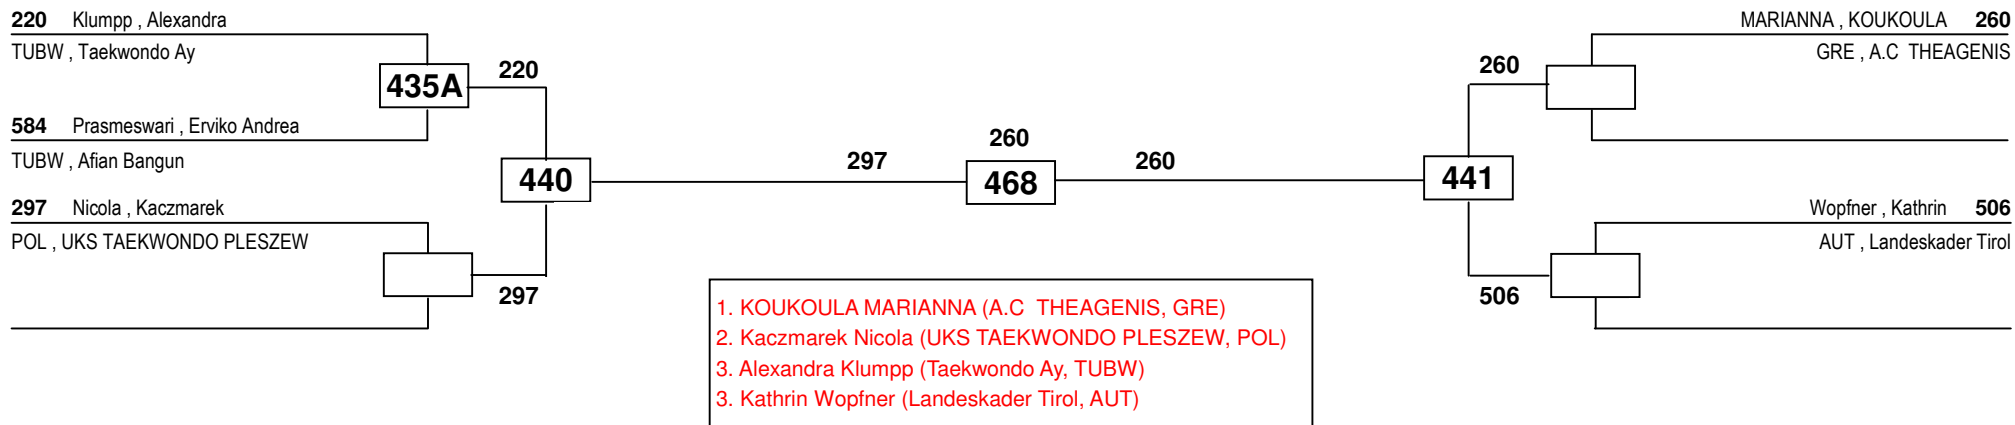 220 Klumpp , Alexandra
TUBW , Taekwondo Ay
435A
220
584 Prasmeswari , Erviko Andrea
TUBW , Afian Bangun
440
297 Nicola , Kaczmarek
POL , UKS TAEKWONDO PLESZEW
297
297
260
468
260
MARIANNA , KOUKOULA 260
GRE , A.C THEAGENIS
260
441
Wopfner , Kathrin 506
AUT , Landeskader Tirol
506
1. KOUKOULA MARIANNA (A.C THEAGENIS, GRE)
2. Kaczmarek Nicola (UKS TAEKWONDO PLESZEW, POL)
3. Alexandra Klumpp (Taekwondo Ay, TUBW)
3. Kathrin Wopfner (Landeskader Tirol, AUT)